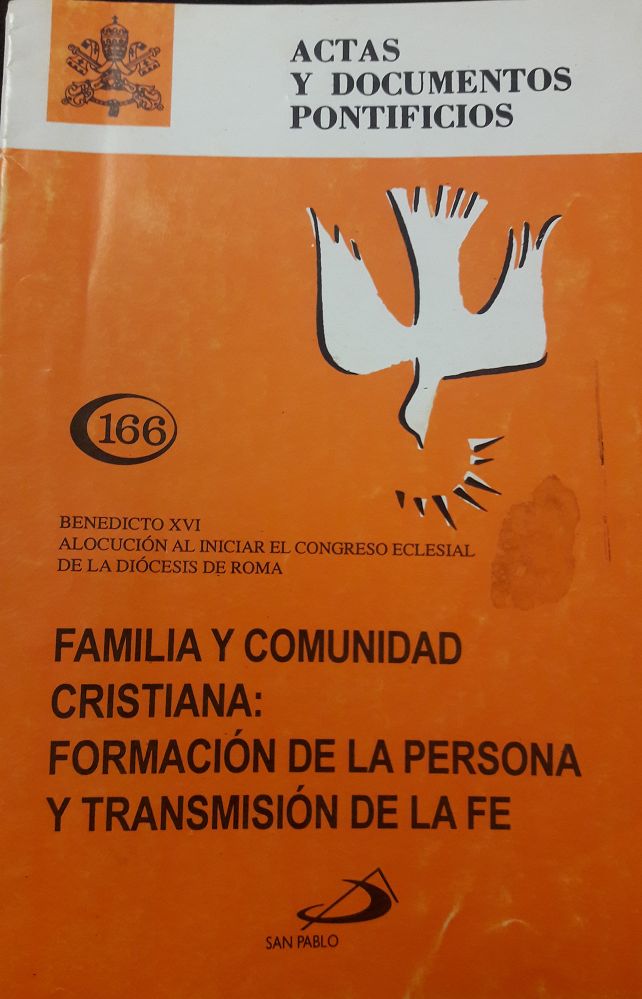 ACTAS
Y DOCUMENTOS
PONTIFICIOS
166
BENEDICTO XVI
ALOCUCIÓN AL INICIAR EL CONGRESO ECLESIAL
DE LA DIÓCESIS DE ROMA
FAMILIA Y COMUNIDAD
CRISTIANA:
FORMACIÓN DE LA PERSONA
Y TRANSMISIÓN DE LA FE
SAN PABLO